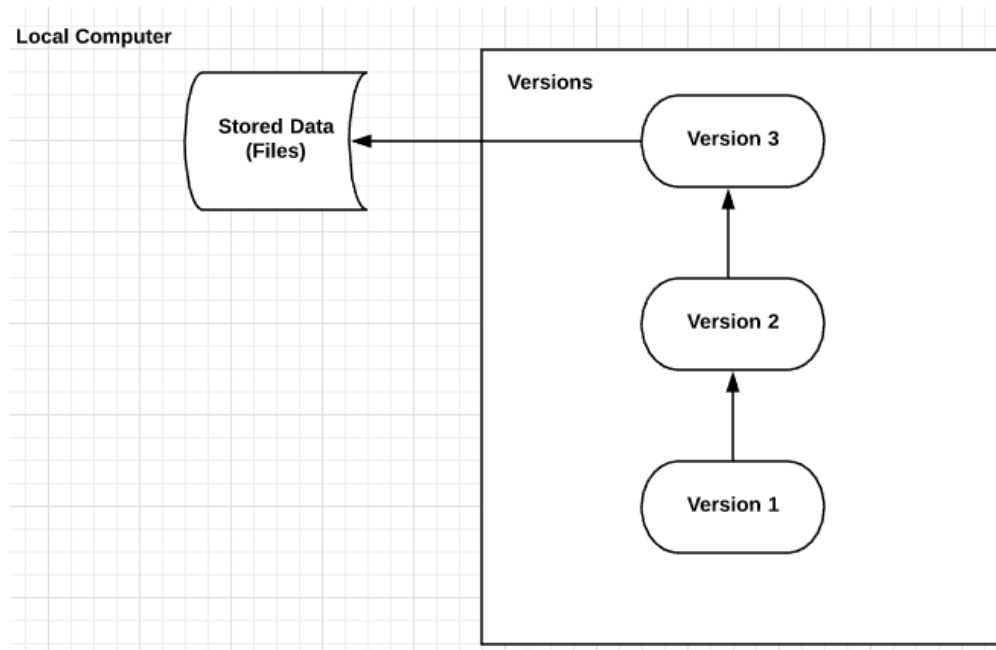 Local Computer
Stored Data
(Files)
Versions
Version 3
Version 2
Version 1